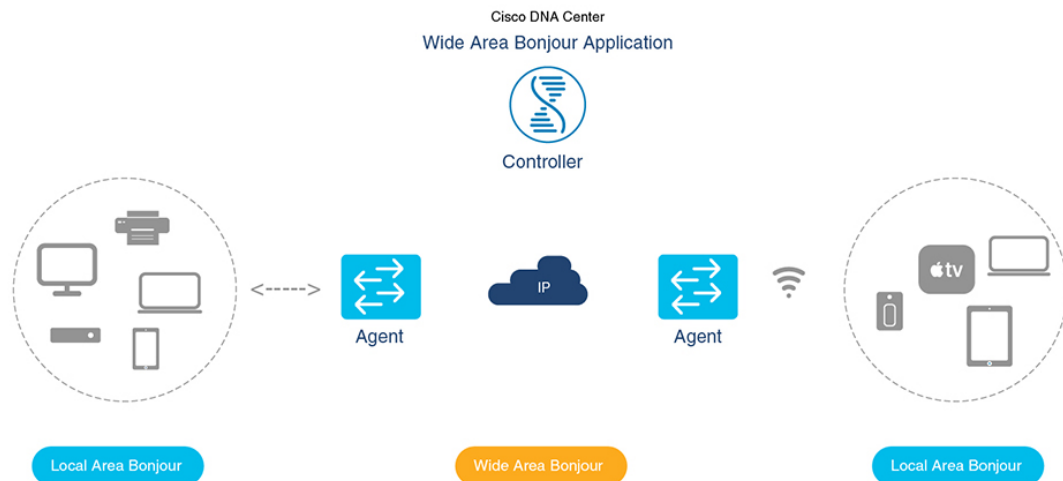 Cisco DNA Center
Wide Area Bonjour Application
Controller
IP
tv
Agent
Agent
Local Area Bonjour
Wide Area Bonjour
Local Area Bonjour